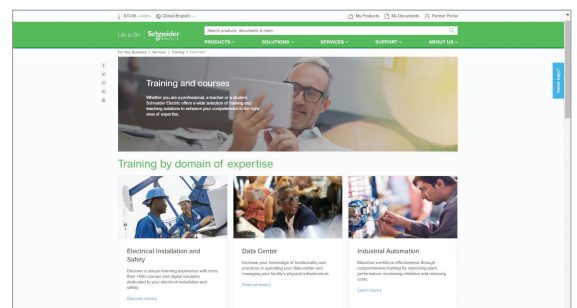 Global (English)
My Products My Documents Partner Portal
Life Is On Schneider Electric
Search products, documents & more
PRODUCTS SOLUTIONS SERVICES SUPPORT ABOUT US
For Your Business > Services > Training > Overview
Need help?
Training and courses
Whether you are a professional, a teacher or a student,
Schneider Electric offers a wide selection of training and
teaching solutions to enhance your competencies in the right
area of expertise.
Training by domain of expertise
Electrical Installation and
Safety
Discover a unique learning experience with more
than 1000 courses and digital solutions
dedicated to your electrical installation and
safety.
Discover more >
Data Center
Increase your knowledge of functionality and
practices in operating your data center and
managing your facility's physical infrastructure.
Find out more >
Industrial Automation
Maximise workforce effectiveness through
comprehensive training for improving plant
performance, increasing retention and reducing
costs.
Learn more >